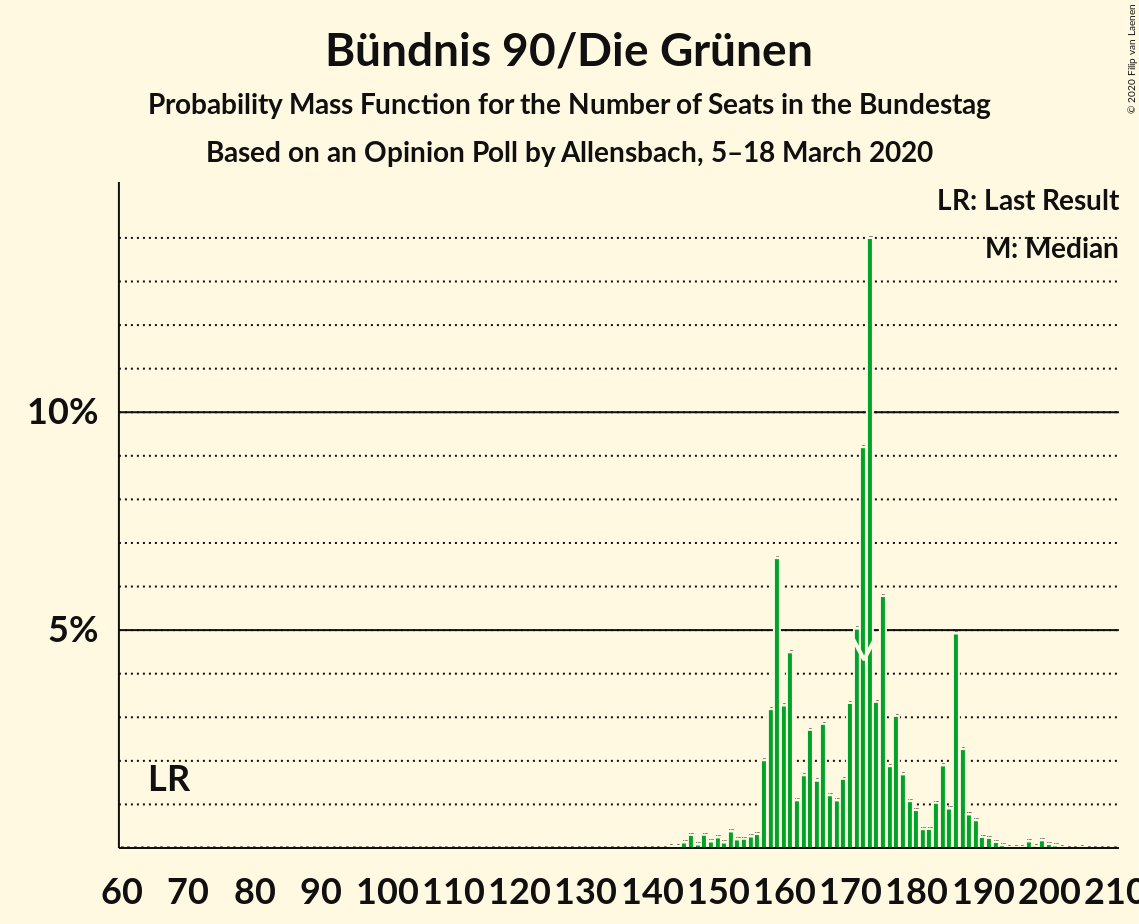 Bündnis 90/Die Grünen
Probability Mass Function for the Number of Seats in the Bundestag
Based on an Opinion Poll by Allensbach, 5–18 March 2020
© 2020 Filip van Laenen
LR: Last Result
M: Median
10%
5%
LR
M
60 70 80 90 100 110 120 130 140 150 160 170 180 190 200 210